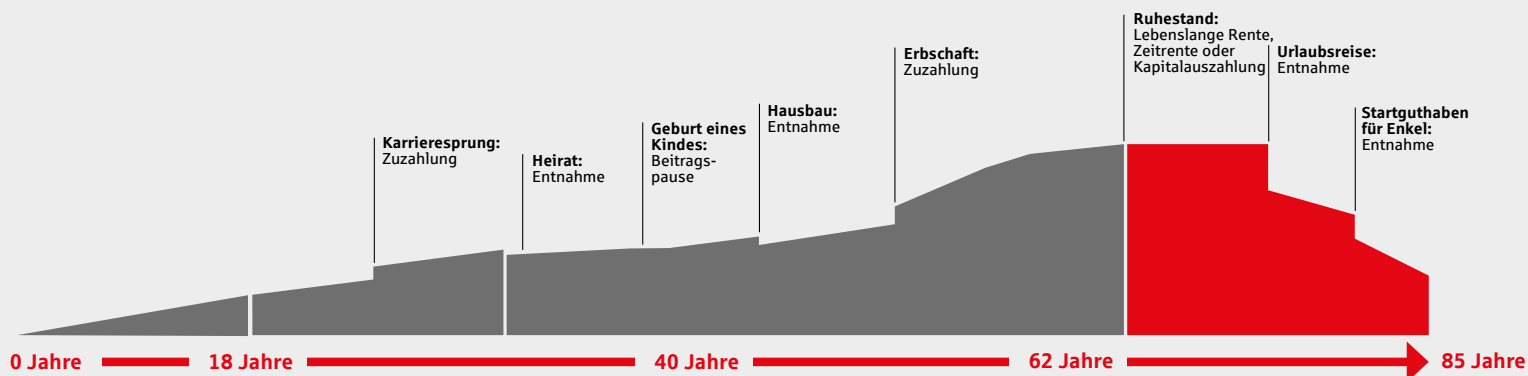 Karrieresprung:
Zuzahlung
Heirat:
Entnahme
Geburt eines
Kindes:
Beitrags-
pause
Hausbau:
Entnahme
Erbschaft:
Zuzahlung
Ruhestand:
Lebenslange Rente,
Zeitrente oder
Kapitalauszahlung
Urlaubsreise:
Entnahme
Startguthaben
für Enkel:
Entnahme
0 Jahre
18 Jahre
40 Jahre
62 Jahre
85 Jahre